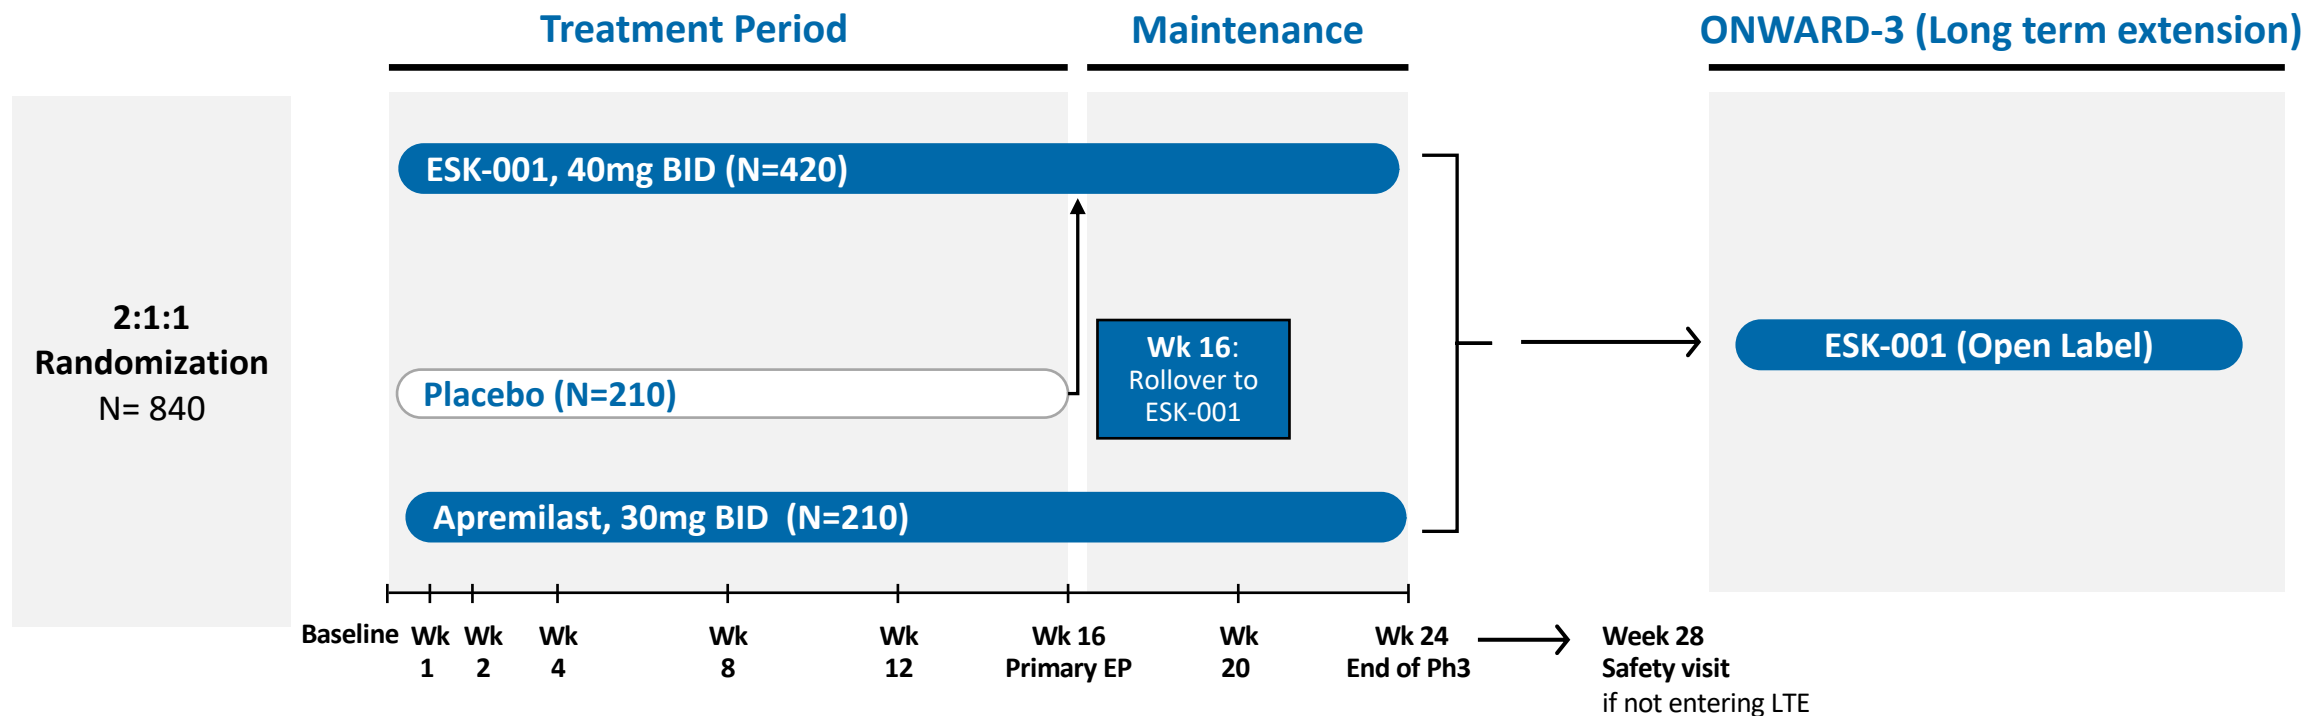 Treatment Period
Maintenance
ONWARD-3 (Long term extension)
2:1:1
Randomization
N= 840
ESK-001, 40mg BID (N=420)
Placebo (N=210)
Apremilast, 30mg BID (N=210)
Wk 16:
Rollover to
ESK-001
ESK-001 (Open Label)
Baseline
Wk
1
Wk
2
Wk
4
Wk
8
Wk
12
Wk 16
Primary EP
Wk
20
Wk 24
End of Ph3
Week 28
Safety visit
if not entering LTE